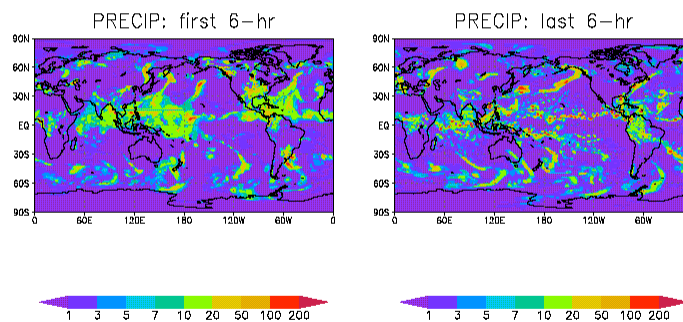 PRECIP: first 6-hr
90N
60N
30N
EQ
30S
60S
90S
0 60E 120E 180 120W 60W 0
1 3 5 7 10 20 50 100 200
PRECIP: last 6-hr
90N
60N
30N
EQ
30S
60S
90S
0 60E 120E 180 120W 60W
1 3 5 7 10 20 50 100 200